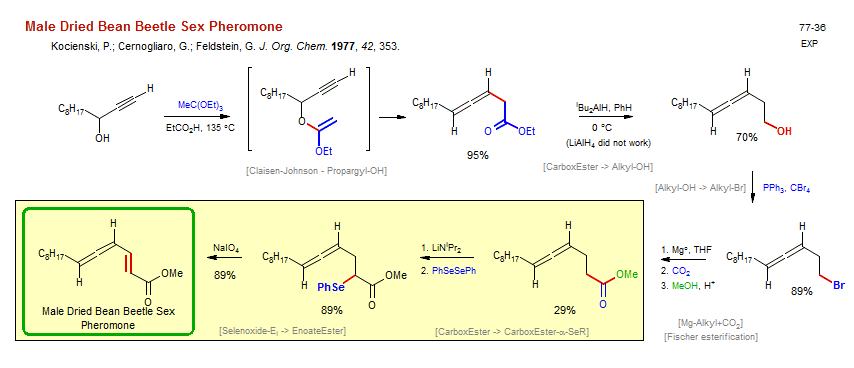 Male Dried Bean Beetle Sex Pheromone
77-36
Kocienski, P.; Cernogliaro, G.; Feldstein, G. J. Org. Chem. 1977, 42, 353.
EXP
C₈H₁₇
H
OH
MeC(OEt)₃
EtCO₂H, 135 °C
C₈H₁₇
H
O
OEt
[Claisen-Johnson - Propargyl-OH]
C₈H₁₇
H
H
O
OEt
95%
ⁱBu₂AlH, PhH
0 °C
(LiAlH₄ did not work)
[CarboxEster -> Alkyl-OH]
C₈H₁₇
H
H
OH
70%
[Alkyl-OH -> Alkyl-Br]
PPh₃, CBr₄
C₈H₁₇
H
H
Br
89%
1. Mg°, THF
2. CO₂
3. MeOH, H⁺
[Mg-Alkyl+CO₂]
[Fischer esterification]
C₈H₁₇
H
H
OMe
O
29%
1. LiNⁱPr₂
2. PhSeSePh
[CarboxEster -> CarboxEster-α-SeR]
C₈H₁₇
H
H
PhSe
OMe
O
89%
NaIO₄
89%
[Selenoxide-Eᵢ -> EnoateEster]
C₈H₁₇
H
H
OMe
O
Male Dried Bean Beetle Sex
Pheromone